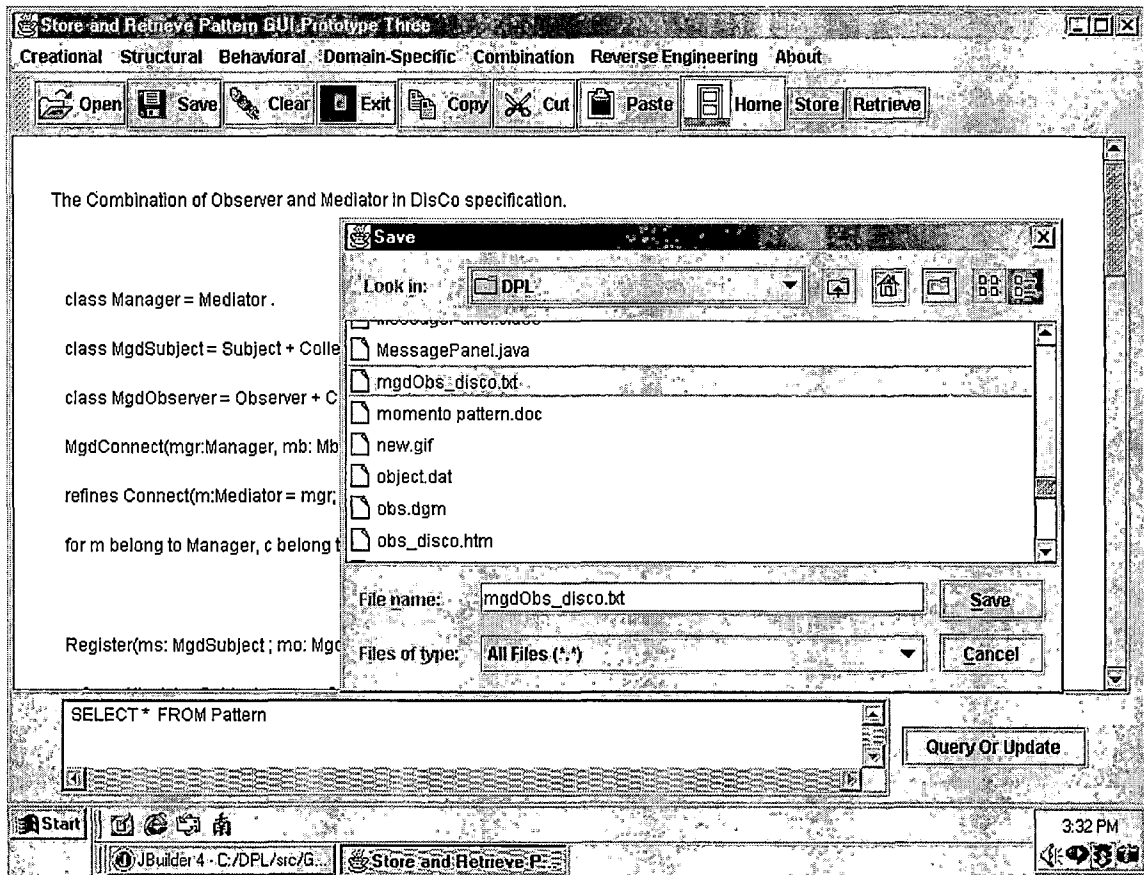 Store and Retrieve Pattern GUI Prototype Three
Creational Structural Behavioral Domain-Specific Combination Reverse Engineering About
Open Save Clear Exit Copy Cut Paste Home Store Retrieve
The Combination of Observer and Mediator in DisCo specification.
class Manager = Mediator .
class MgdSubject = Subject + Colle
class MgdObserver = Observer + C
MgdConnect(mgr:Manager, mb: Mb
refines Connect(m:Mediator = mgr;
for m belong to Manager, c belong t
Register(ms: MgdSubject ; mo: Mgd
Save
Look in: DPL
MessagePanel.java
mgdObs_disco.txt
momento pattern.doc
new.gif
object.dat
obs.dgm
obs_disco.htm
File name: mgdObs_disco.txt Save
Files of type: All Files (*.*) Cancel
SELECT * FROM Pattern
Query Or Update
Start
3:32 PM
JBuilder 4 - C:/DPL/src/G... Store and Retrieve P...